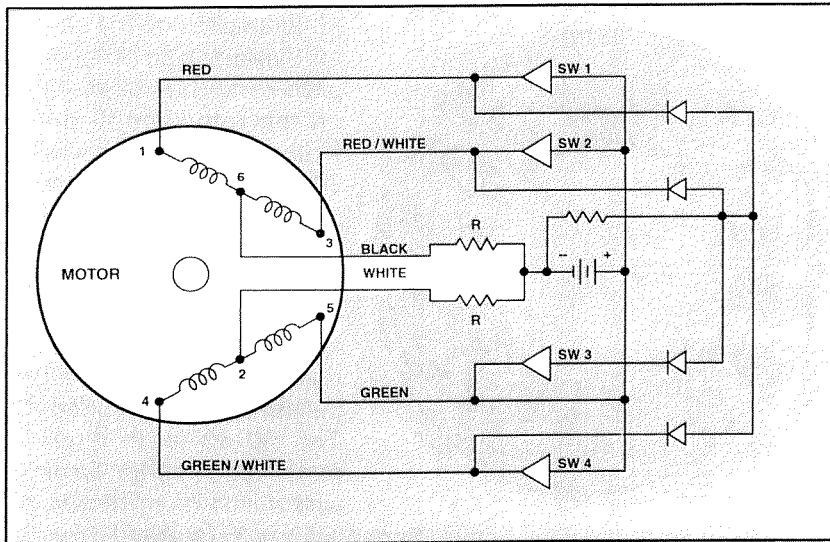 RED
SW 1
RED / WHITE
SW 2
1
6
3
R
BLACK
− +
MOTOR
WHITE
R
5
2
4
SW 3
GREEN
GREEN / WHITE
SW 4